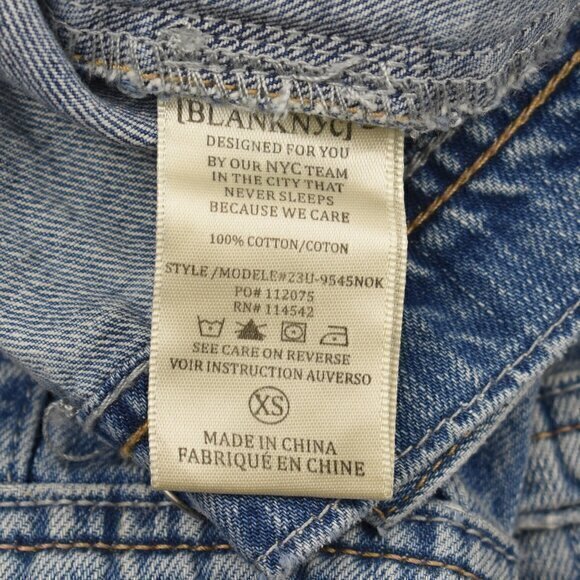 [BLANKNYC]
DESIGNED FOR YOU
BY OUR NYC TEAM
IN THE CITY THAT
NEVER SLEEPS
BECAUSE WE CARE
100% COTTON/COTON
STYLE/MODELE#23U-9545NOK
PO# 112075
RN# 114542
SEE CARE ON REVERSE
VOIR INSTRUCTION AUVERSO
XS
MADE IN CHINA
FABRIQUÉ EN CHINE